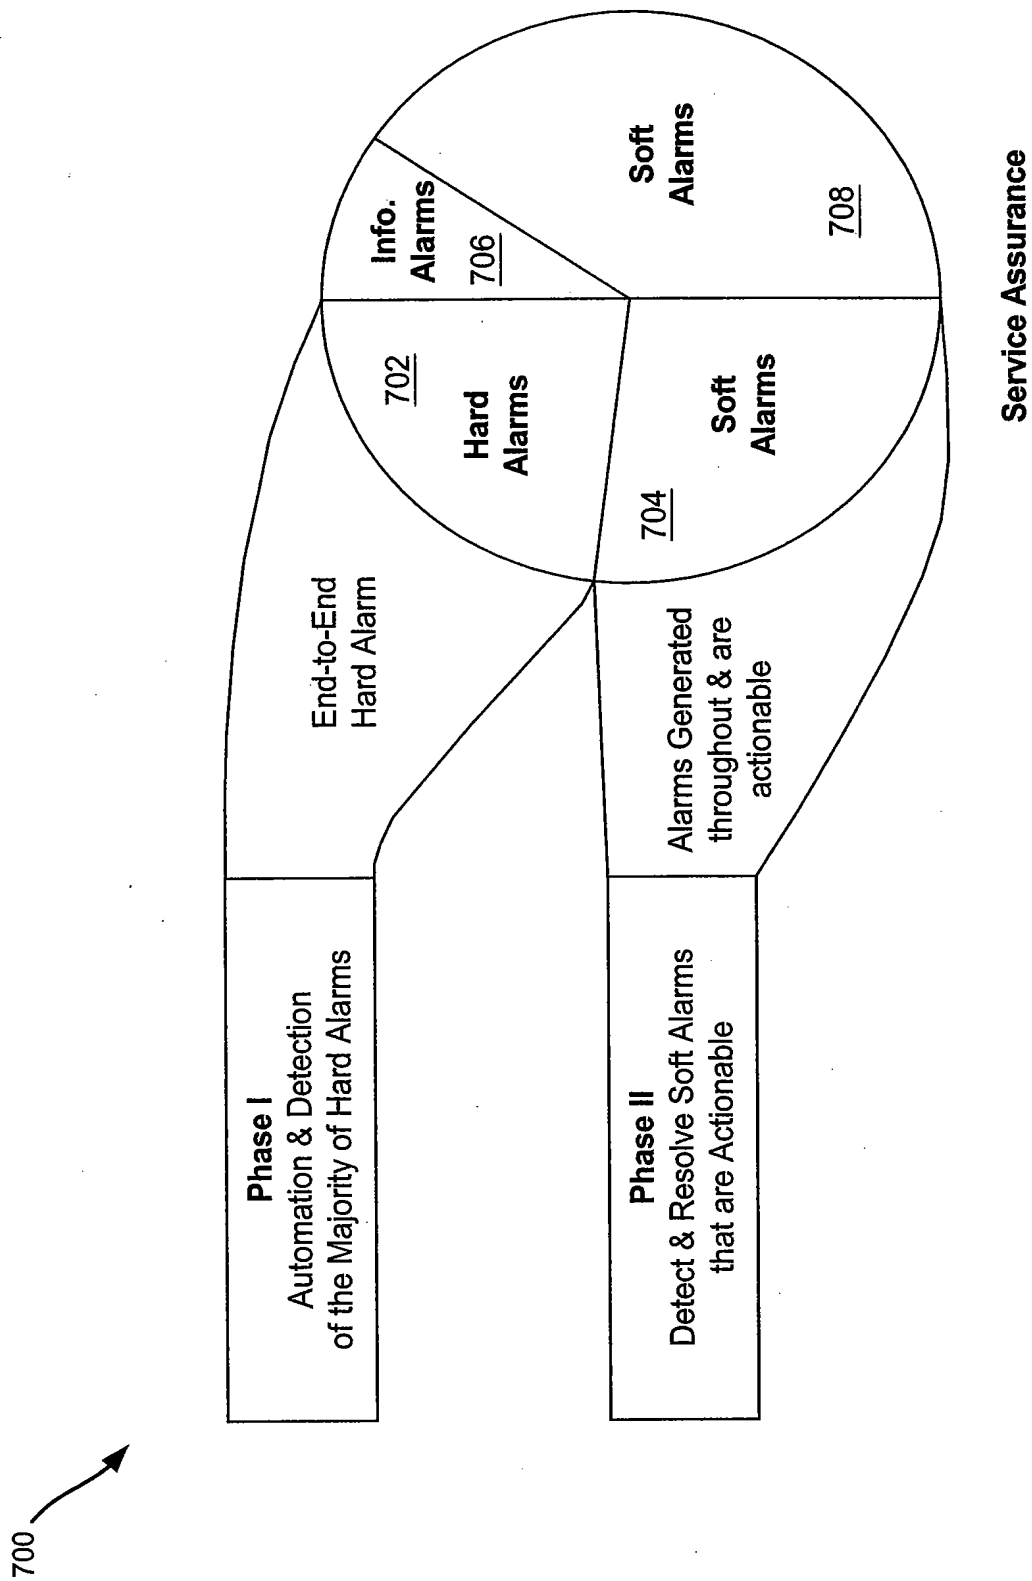 700
Phase I
Automation & Detection
of the Majority of Hard Alarms
End-to-End
Hard Alarm
702
Hard
Alarms
Info.
Alarms
706
Phase II
Detect & Resolve Soft Alarms
that are Actionable
Alarms Generated
throughout & are
actionable
704
Soft
Alarms
Soft
Alarms
708
Service Assurance